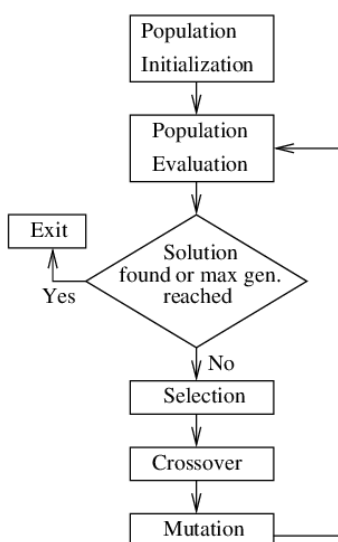 Population
Initialization
Population
Evaluation
Exit
Solution
found or max gen.
reached
Yes
No
Selection
Crossover
Mutation